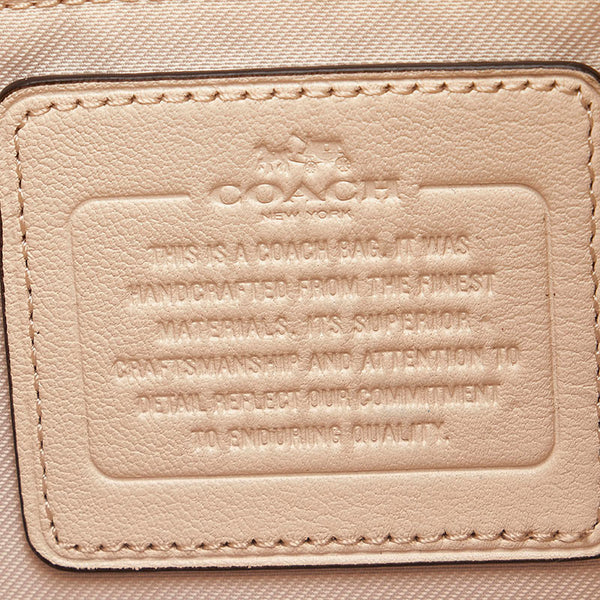 COACH
NEW YORK
THIS IS A COACH BAG. IT WAS
HANDCRAFTED FROM THE FINEST
MATERIALS. ITS SUPERIOR
CRAFTSMANSHIP AND ATTENTION TO
DETAIL REFLECT OUR COMMITMENT
TO ENDURING QUALITY.